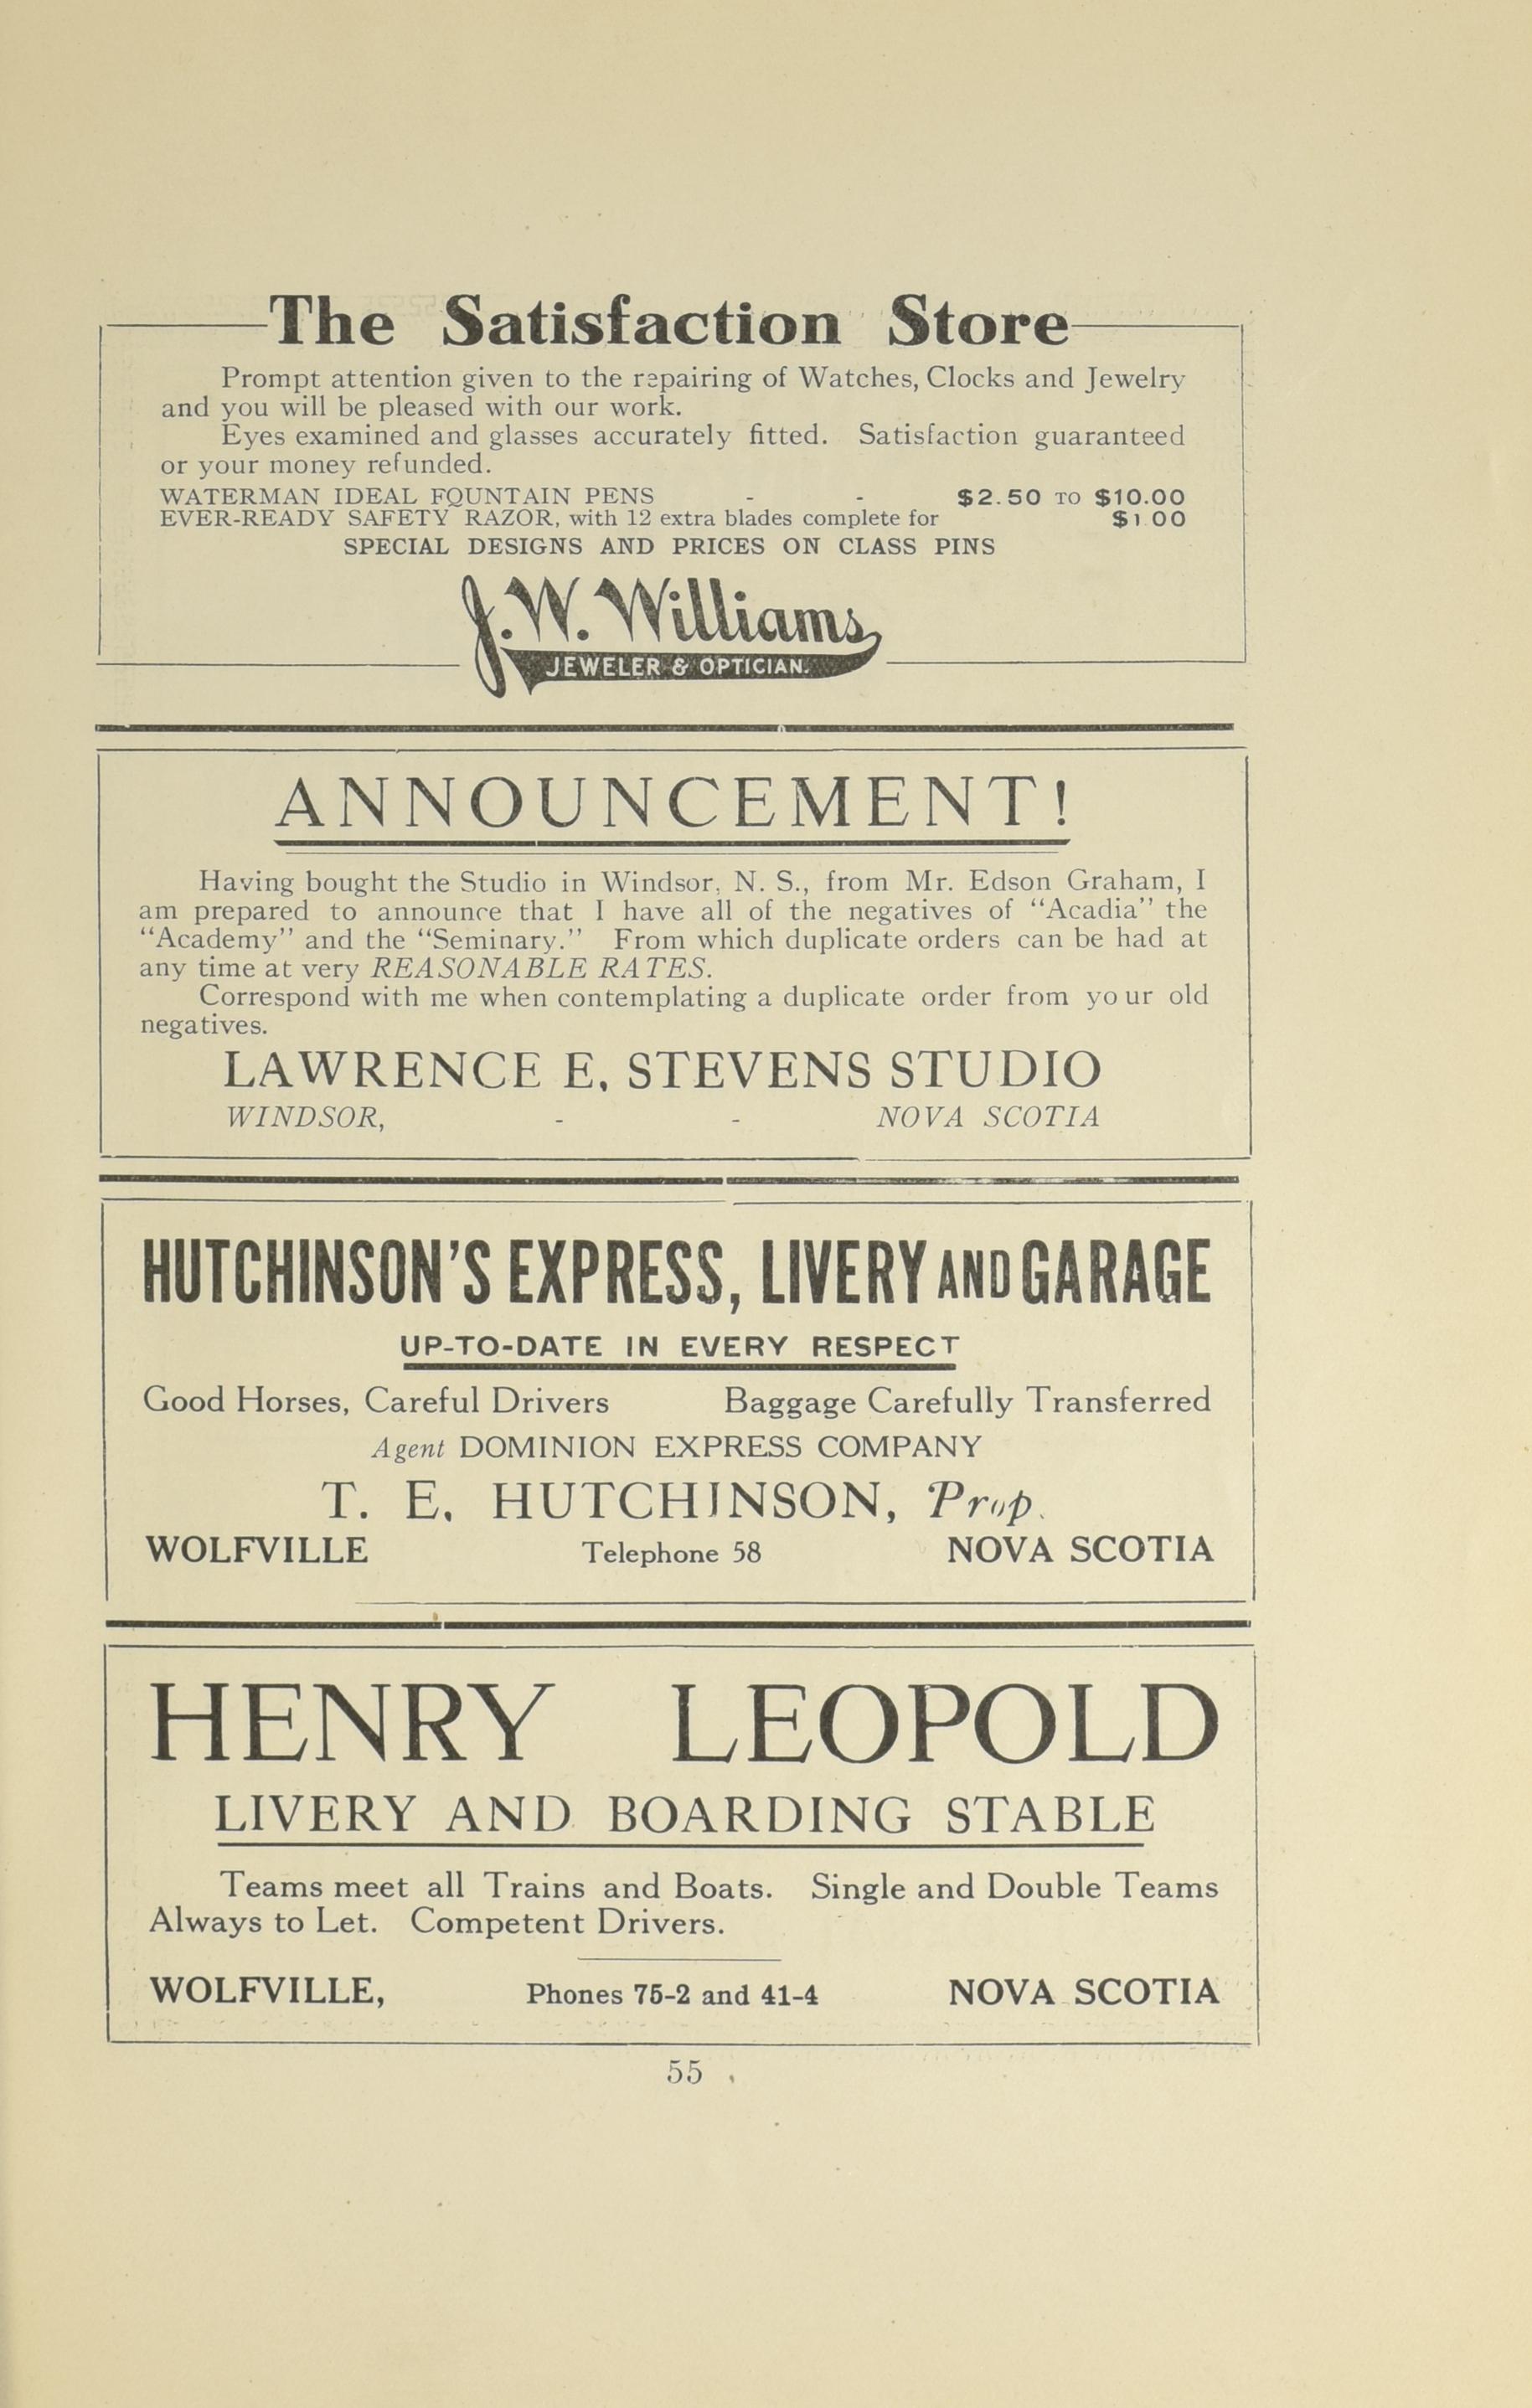 The Satisfaction Store
Prompt attention given to the repairing of Watches, Clocks and Jewelry
and you will be pleased with our work.
Eyes examined and glasses accurately fitted. Satisfaction guaranteed
or your money refunded.
WATERMAN IDEAL FOUNTAIN PENS - - $2.50 TO $10.00
EVER-READY SAFETY RAZOR, with 12 extra blades complete for $1 00
SPECIAL DESIGNS AND PRICES ON CLASS PINS
J. W. Williams
JEWELER & OPTICIAN.
ANNOUNCEMENT!
Having bought the Studio in Windsor, N. S., from Mr. Edson Graham, I
am prepared to announce that I have all of the negatives of "Acadia" the
"Academy" and the "Seminary." From which duplicate orders can be had at
any time at very REASONABLE RATES.
Correspond with me when contemplating a duplicate order from yo ur old
negatives.
LAWRENCE E. STEVENS STUDIO
WINDSOR, - - NOVA SCOTIA
HUTCHINSON'S EXPRESS, LIVERY AND GARAGE
UP-TO-DATE IN EVERY RESPECT
Good Horses, Careful Drivers Baggage Carefully Transferred
Agent DOMINION EXPRESS COMPANY
T. E. HUTCHINSON, Prop.
WOLFVILLE Telephone 58 NOVA SCOTIA
HENRY LEOPOLD
LIVERY AND BOARDING STABLE
Teams meet all Trains and Boats. Single and Double Teams
Always to Let. Competent Drivers.
WOLFVILLE, Phones 75-2 and 41-4 NOVA SCOTIA
55